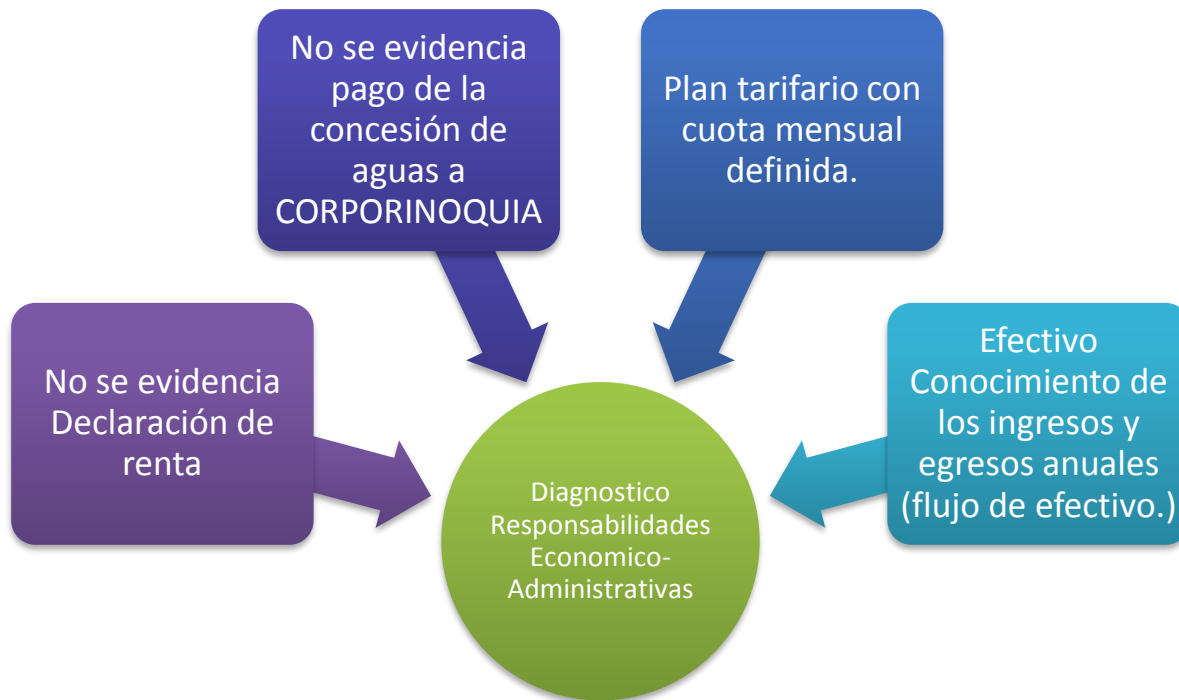 No se evidencia
pago de la
concesión de
aguas a
CORPORINOQUIA
Plan tarifario con
cuota mensual
definida.
No se evidencia
Declaración de
renta
Efectivo
Conocimiento de
los ingresos y
egresos anuales
(flujo de efectivo.)
Diagnostico
Responsabilidades
Economico-
Administrativas